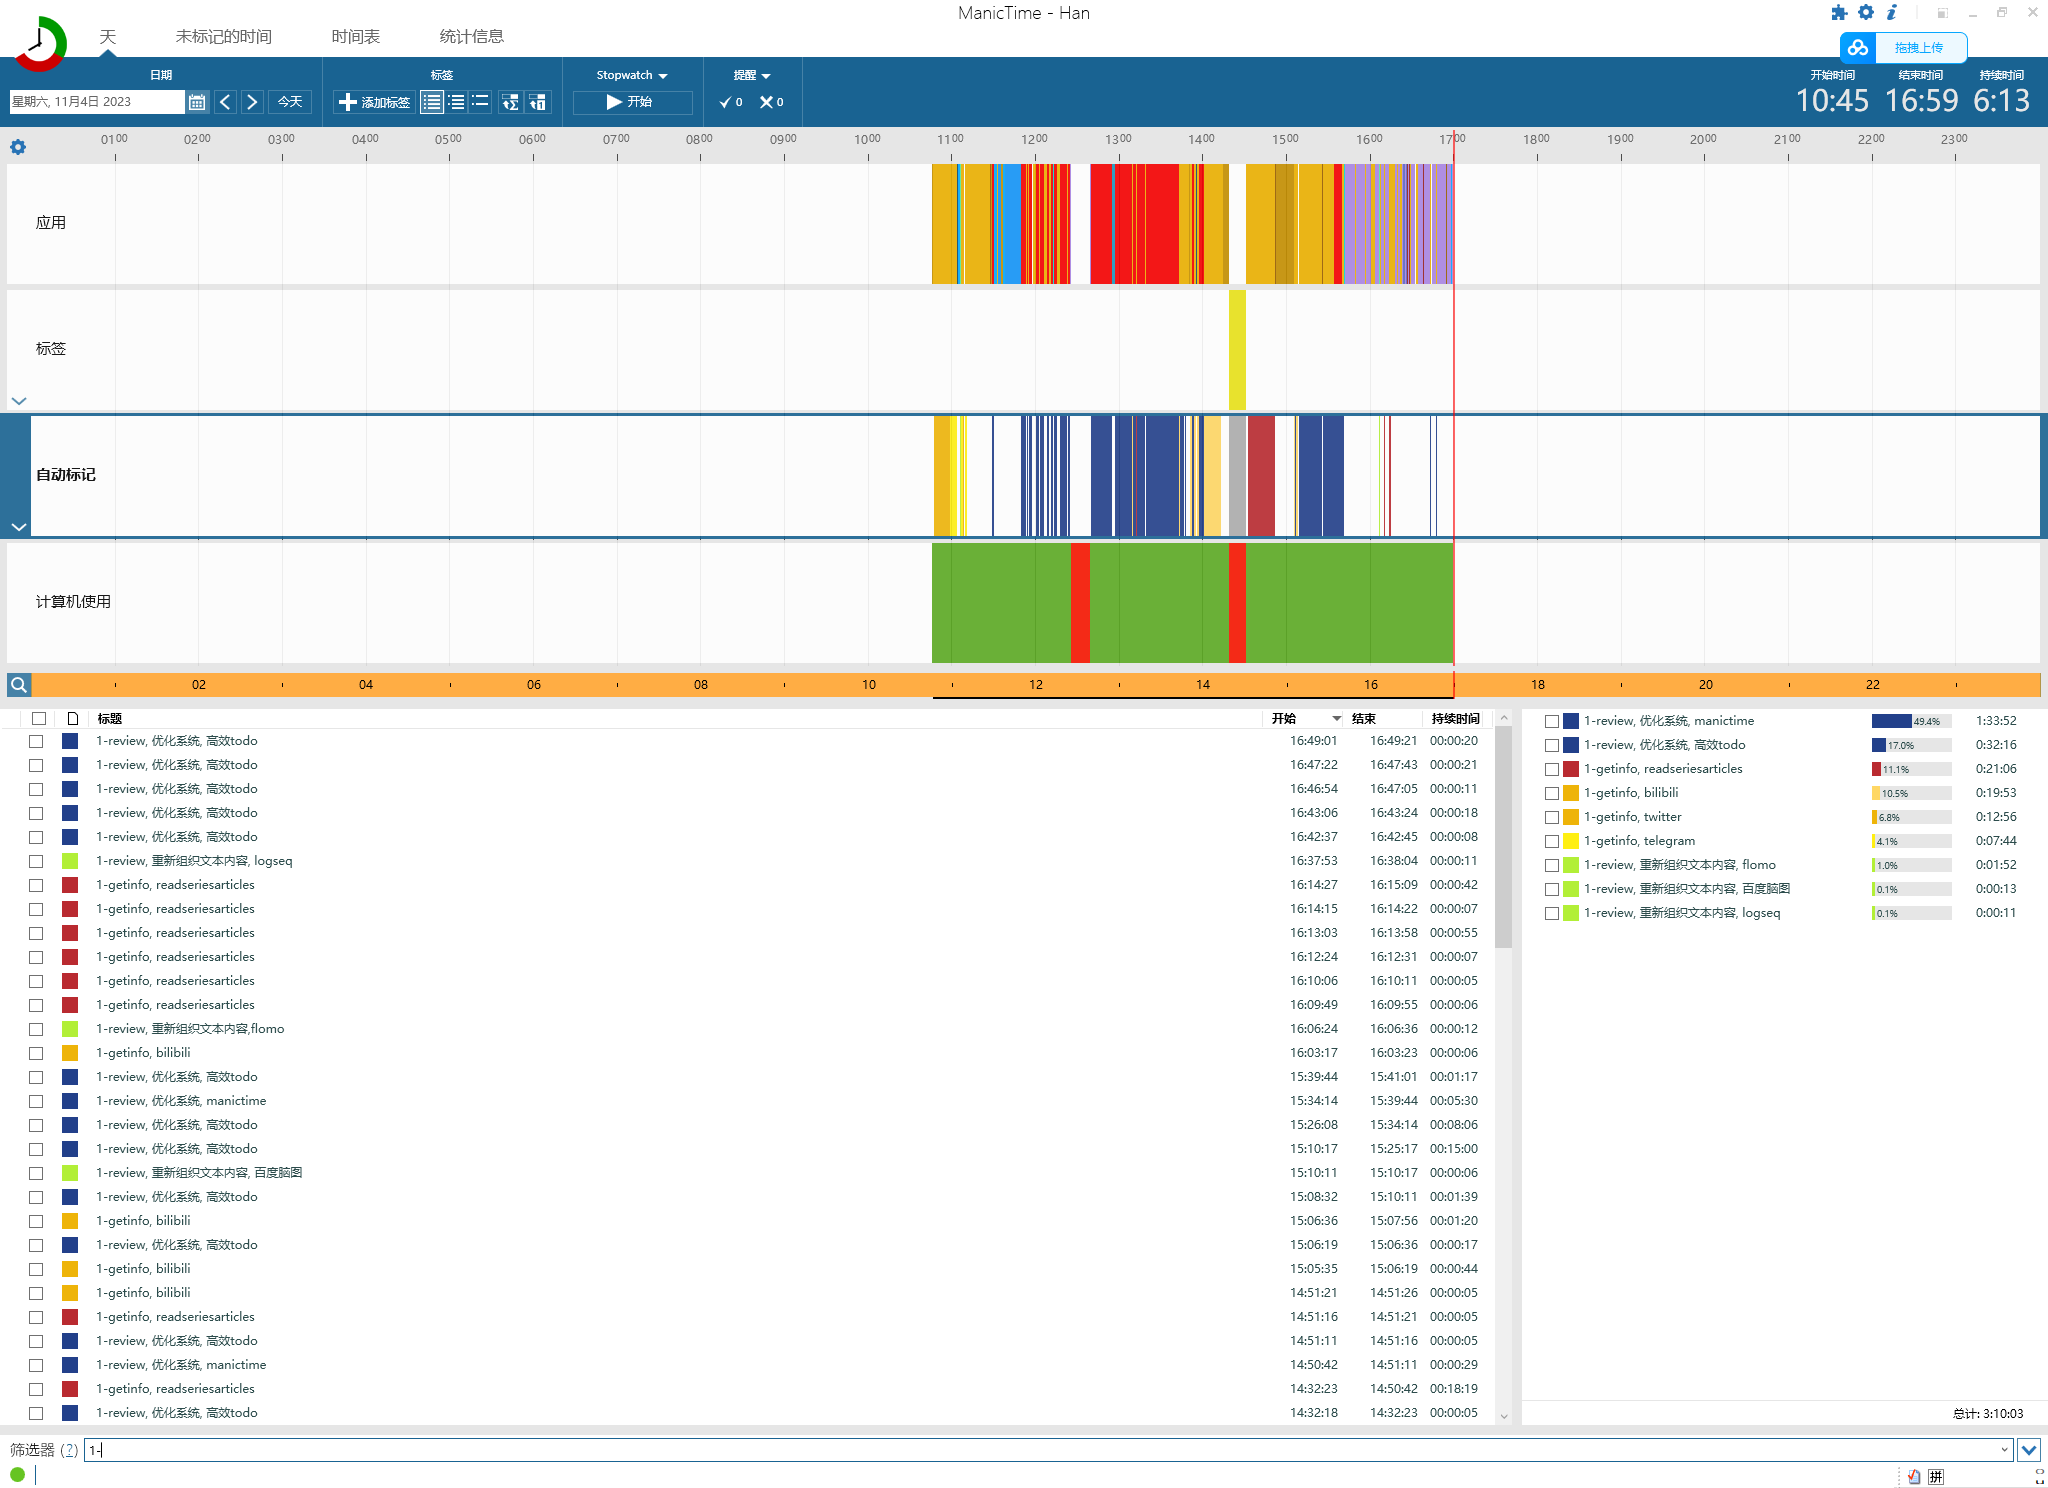 ManicTime - Han
天 未标记的时间 时间表 统计信息
拖拽上传
日期 标签 Stopwatch 提醒 开始时间 结束时间 持续时间
星期六, 11月4日 2023 今天 添加标签 开始 0 0 10:45 16:59 6:13
0100 0200 0300 0400 0500 0600 0700 0800 0900 1000 1100 1200 1300 1400 1500 1600 1700 1800 1900 2000 2100 2200 2300
应用
标签
自动标记
计算机使用
02 04 06 08 10 12 14 16 18 20 22
标题 开始 结束 持续时间
1-review, 优化系统, 高效todo 16:49:01 16:49:21 00:00:20
1-review, 优化系统, 高效todo 16:47:22 16:47:43 00:00:21
1-review, 优化系统, 高效todo 16:46:54 16:47:05 00:00:11
1-review, 优化系统, 高效todo 16:43:06 16:43:24 00:00:18
1-review, 优化系统, 高效todo 16:42:37 16:42:45 00:00:08
1-review, 重新组织文本内容, logseq 16:37:53 16:38:04 00:00:11
1-getinfo, readseriesarticles 16:14:27 16:15:09 00:00:42
1-getinfo, readseriesarticles 16:14:15 16:14:22 00:00:07
1-getinfo, readseriesarticles 16:13:03 16:13:58 00:00:55
1-getinfo, readseriesarticles 16:12:24 16:12:31 00:00:07
1-getinfo, readseriesarticles 16:10:06 16:10:11 00:00:05
1-getinfo, readseriesarticles 16:09:49 16:09:55 00:00:06
1-review, 重新组织文本内容,flomo 16:06:24 16:06:36 00:00:12
1-getinfo, bilibili 16:03:17 16:03:23 00:00:06
1-review, 优化系统, 高效todo 15:39:44 15:41:01 00:01:17
1-review, 优化系统, manictime 15:34:14 15:39:44 00:05:30
1-review, 优化系统, 高效todo 15:26:08 15:34:14 00:08:06
1-review, 优化系统, 高效todo 15:10:17 15:25:17 00:15:00
1-review, 重新组织文本内容, 百度脑图 15:10:11 15:10:17 00:00:06
1-review, 优化系统, 高效todo 15:08:32 15:10:11 00:01:39
1-getinfo, bilibili 15:06:36 15:07:56 00:01:20
1-review, 优化系统, 高效todo 15:06:19 15:06:36 00:00:17
1-getinfo, bilibili 15:05:35 15:06:19 00:00:44
1-getinfo, bilibili 14:51:21 14:51:26 00:00:05
1-getinfo, readseriesarticles 14:51:16 14:51:21 00:00:05
1-review, 优化系统, 高效todo 14:51:11 14:51:16 00:00:05
1-review, 优化系统, manictime 14:50:42 14:51:11 00:00:29
1-getinfo, readseriesarticles 14:32:23 14:50:42 00:18:19
1-review, 优化系统, 高效todo 14:32:18 14:32:23 00:00:05
1-review, 优化系统, manictime 49.4% 1:33:52
1-review, 优化系统, 高效todo 17.0% 0:32:16
1-getinfo, readseriesarticles 11.1% 0:21:06
1-getinfo, bilibili 10.5% 0:19:53
1-getinfo, twitter 6.8% 0:12:56
1-getinfo, telegram 4.1% 0:07:44
1-review, 重新组织文本内容, flomo 1.0% 0:01:52
1-review, 重新组织文本内容, 百度脑图 0.1% 0:00:13
1-review, 重新组织文本内容, logseq 0.1% 0:00:11
总计: 3:10:03
筛选器 (?) 1-
拼